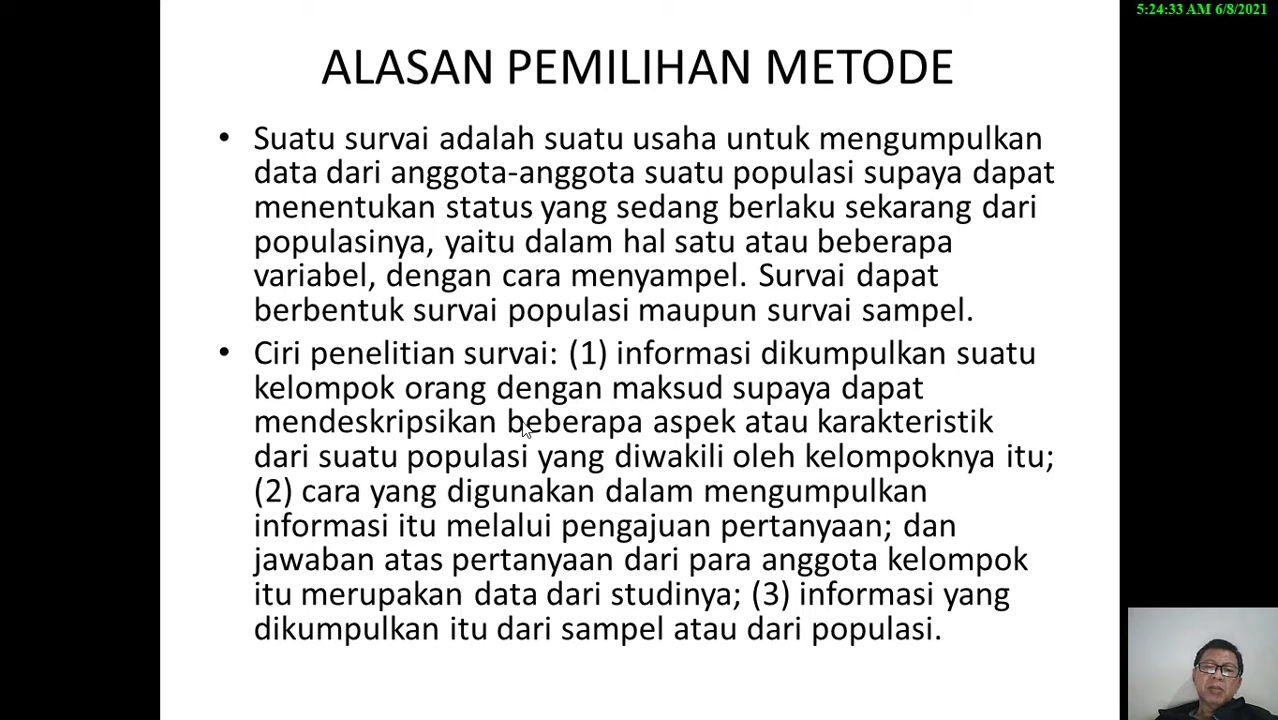 5:24:33 AM 6/8/2021
ALASAN PEMILIHAN METODE
• Suatu survai adalah suatu usaha untuk mengumpulkan
data dari anggota-anggota suatu populasi supaya dapat
menentukan status yang sedang berlaku sekarang dari
populasinya, yaitu dalam hal satu atau beberapa
variabel, dengan cara menyampel. Survai dapat
berbentuk survai populasi maupun survai sampel.
• Ciri penelitian survai: (1) informasi dikumpulkan suatu
kelompok orang dengan maksud supaya dapat
mendeskripsikan beberapa aspek atau karakteristik
dari suatu populasi yang diwakili oleh kelompoknya itu;
(2) cara yang digunakan dalam mengumpulkan
informasi itu melalui pengajuan pertanyaan; dan
jawaban atas pertanyaan dari para anggota kelompok
itu merupakan data dari studinya; (3) informasi yang
dikumpulkan itu dari sampel atau dari populasi.